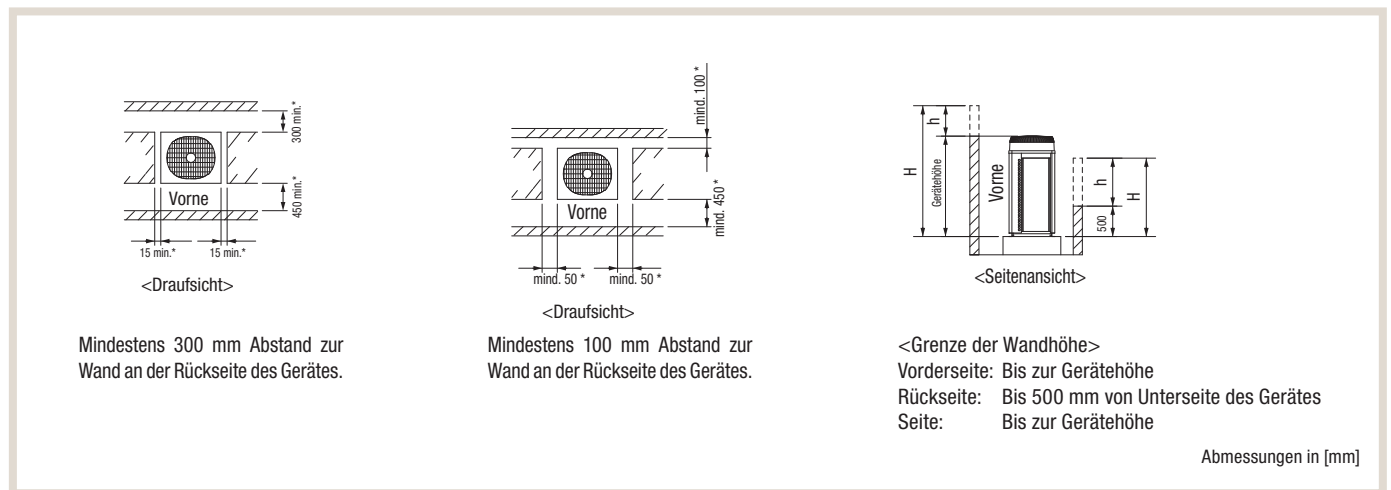 300 min.*
450 min.*
Vorne
15 min.* 15 min.*
<Draufsicht>
Mindestens 300 mm Abstand zur
Wand an der Rückseite des Gerätes.
mind. 100 *
mind. 450 *
Vorne
mind. 50 * mind. 50 *
<Draufsicht>
Mindestens 100 mm Abstand zur
Wand an der Rückseite des Gerätes.
H
h
Gerätehöhe
Vorne
h
500
H
<Seitenansicht>
<Grenze der Wandhöhe>
Vorderseite: Bis zur Gerätehöhe
Rückseite: Bis 500 mm von Unterseite des Gerätes
Seite: Bis zur Gerätehöhe
Abmessungen in [mm]